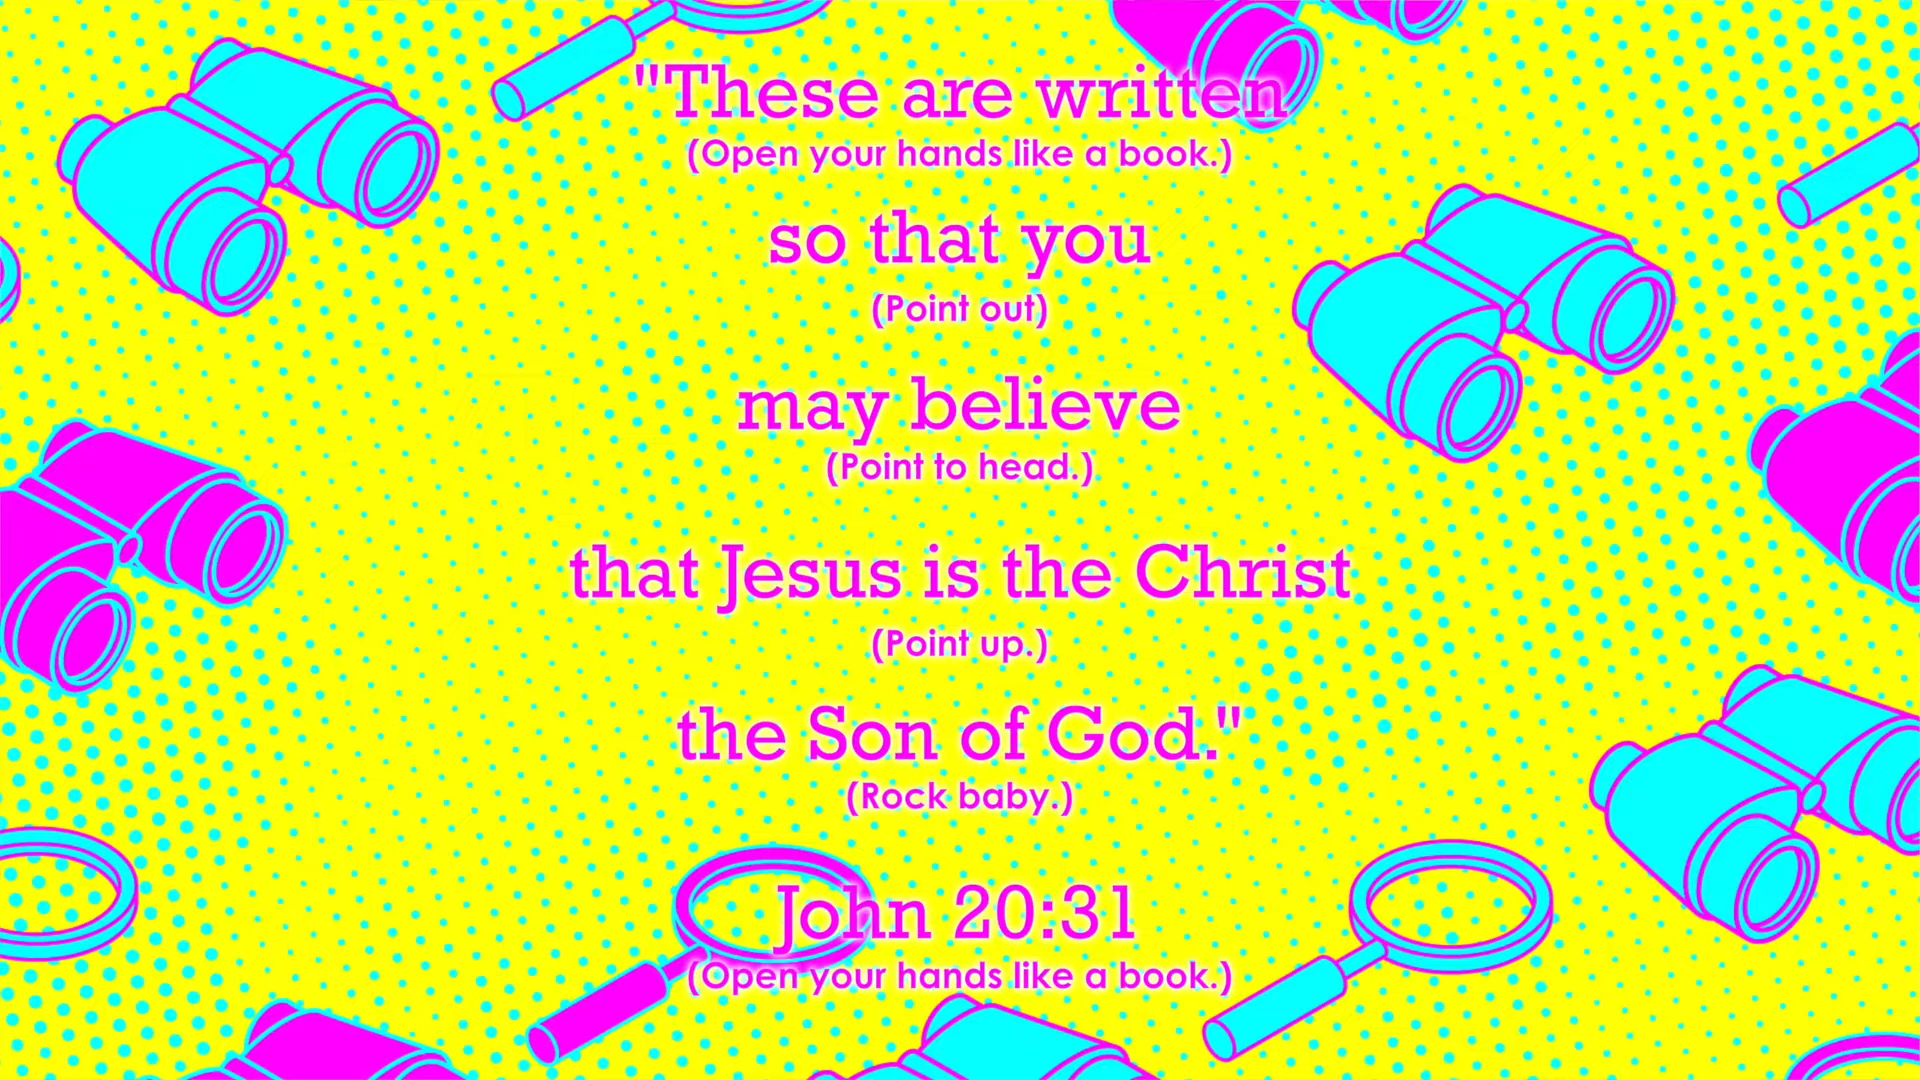 "These are written
(Open your hands like a book.)
so that you
(Point out)
may believe
(Point to head.)
that Jesus is the Christ
(Point up.)
the Son of God."
(Rock baby.)
John 20:31
(Open your hands like a book.)